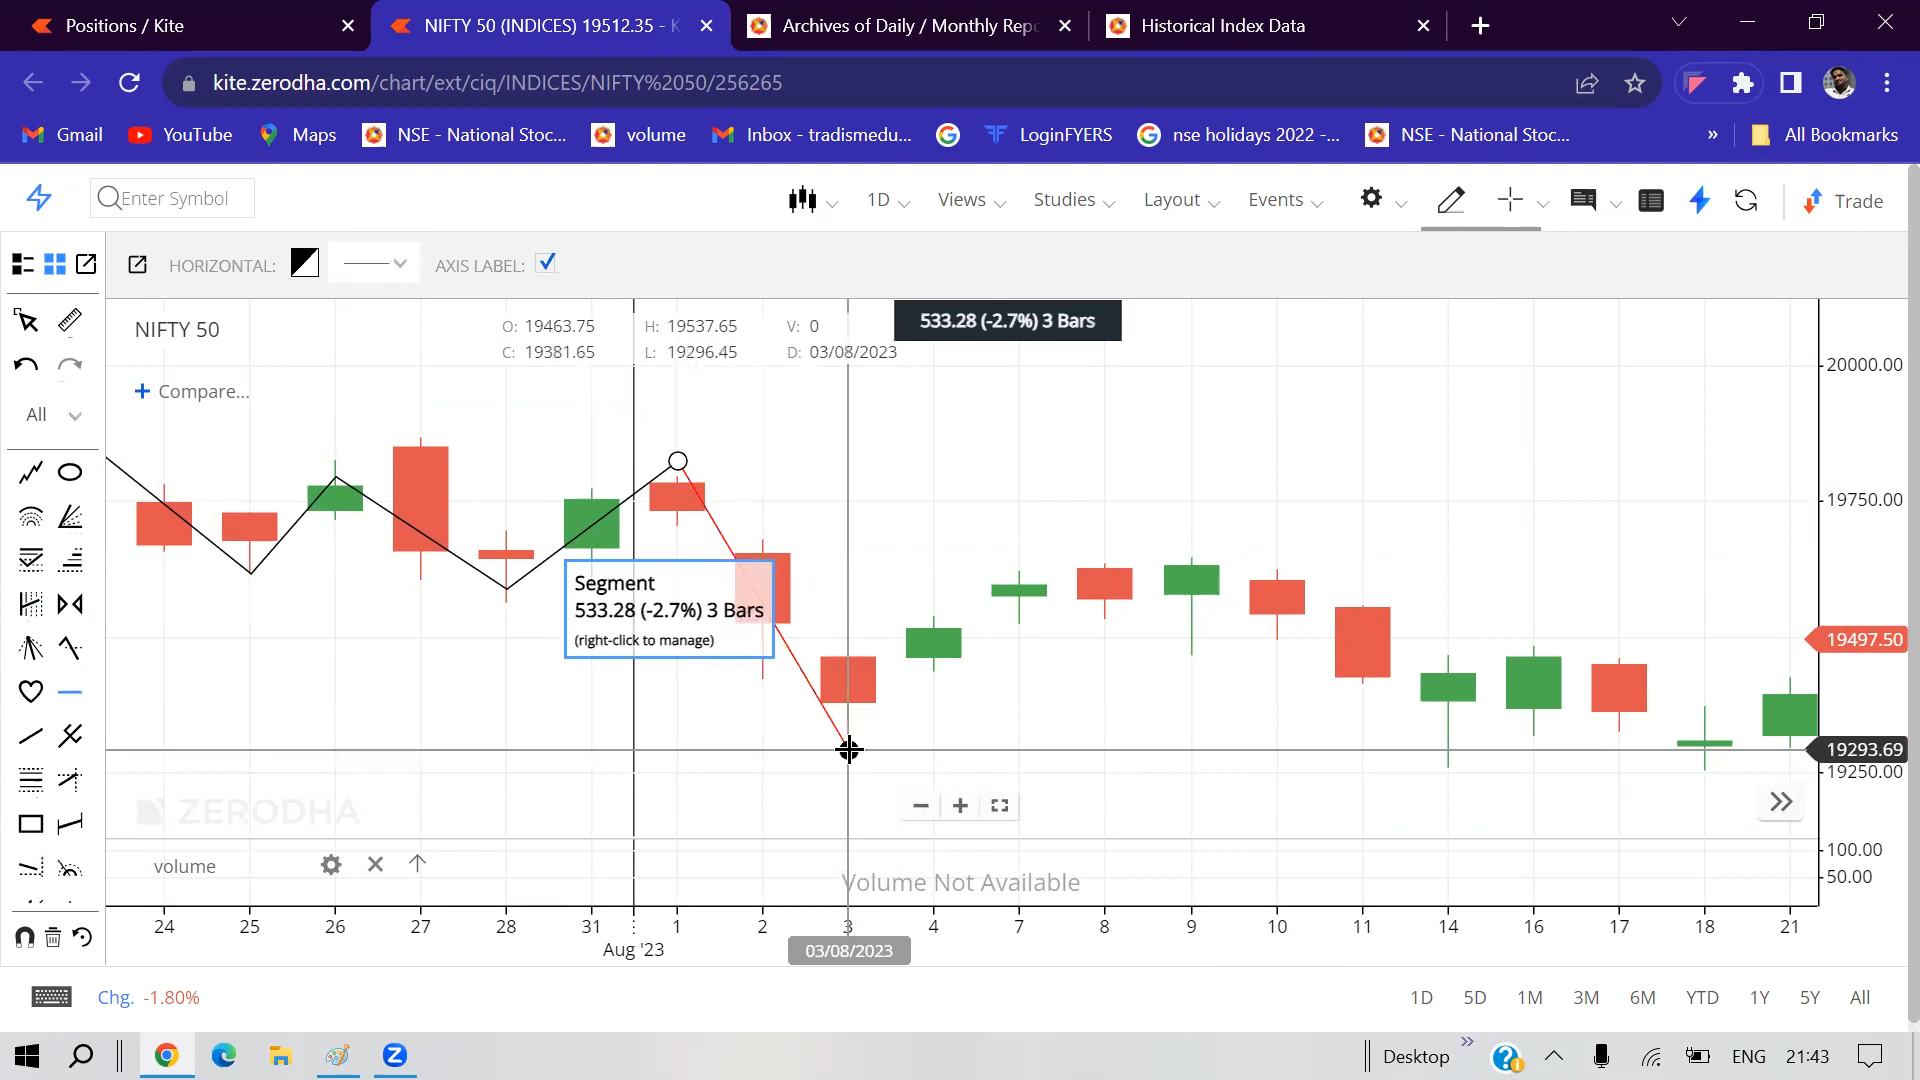 Positions / Kite
NIFTY 50 (INDICES) 19512.35 - K
Archives of Daily / Monthly Repo
Historical Index Data
kite.zerodha.com/chart/ext/ciq/INDICES/NIFTY%2050/256265
Gmail
YouTube
Maps
NSE - National Stoc...
volume
Inbox - tradismedu...
LoginFYERS
nse holidays 2022 -...
NSE - National Stoc...
»
All Bookmarks
Enter Symbol
1D
Views
Studies
Layout
Events
Trade
HORIZONTAL:
AXIS LABEL:
NIFTY 50
O: 19463.75
H: 19537.65
V: 0
C: 19381.65
L: 19296.45
D: 03/08/2023
533.28 (-2.7%) 3 Bars
+ Compare...
All
Segment
533.28 (-2.7%) 3 Bars
(right-click to manage)
20000.00
19750.00
19497.50
19293.69
19250.00
ZERODHA
volume
Volume Not Available
100.00
50.00
24 25 26 27 28 31 1 2 3 4 7 8 9 10 11 14 16 17 18 21
Aug '23
03/08/2023
Chg. -1.80%
1D 5D 1M 3M 6M YTD 1Y 5Y All
Desktop
»
ENG
21:43